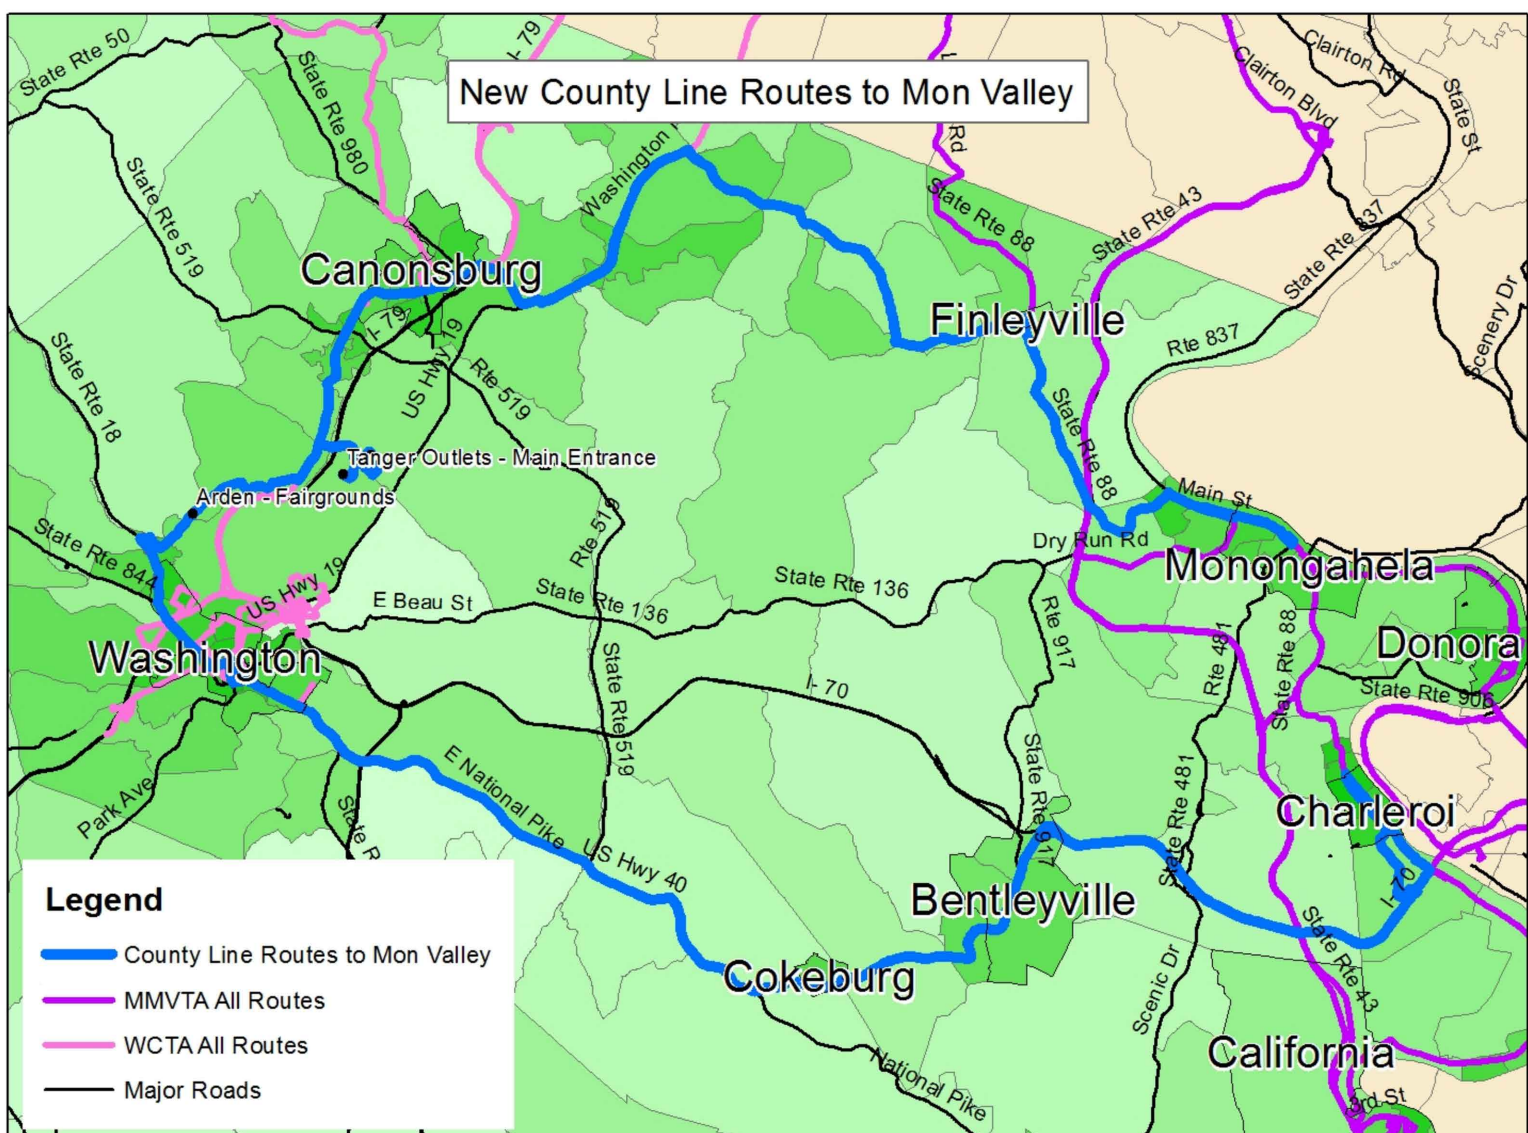 New County Line Routes to Mon Valley
State Rte 50
State Rte 980
I- 79
Washington
Rd
Clairton Rd
Clairton Blvd
State St
State Rte 519
State Rte 88
State Rte 43
State Rte 837
Scenery Dr
Canonsburg
Finleyville
Rte 837
I- 79
US Hwy 19
Rte 519
State Rte 18
State Rte 88
Tanger Outlets - Main Entrance
Arden - Fairgrounds
Main St
Rte 519
Dry Run Rd
Monongahela
State Rte 844
US Hwy 19
E Beau St
State Rte 136
State Rte 136
Rte 917
Rte 481
State Rte 88
Donora
Washington
State Rte 519
I- 70
State Rte 906
Park Ave
State R
E National Pike
US Hwy 40
State Rte 917
State Rte 481
Charleroi
I- 70
Bentleyville
Cokeburg
State Rte 43
Scenic Dr
National Pike
California
3rd St
Legend
County Line Routes to Mon Valley
MMVTA All Routes
WCTA All Routes
Major Roads